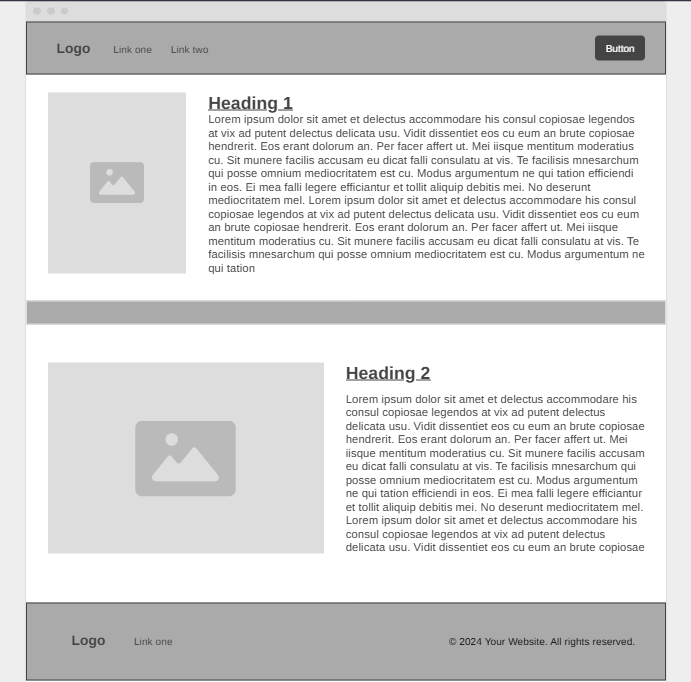 Logo
Link one
Link two
Button
Heading 1
Lorem ipsum dolor sit amet et delectus accommodare his consul copiosae legendos
at vix ad putent delectus delicata usu. Vidit dissentiet eos cu eum an brute copiosae
hendrerit. Eos erant dolorum an. Per facer affert ut. Mei iisque mentitum moderatius
cu. Sit munere facilis accusam eu dicat falli consulatu at vis. Te facilisis mnesarchum
qui posse omnium mediocritatem est cu. Modus argumentum ne qui tation efficiendi
in eos. Ei mea falli legere efficiantur et tollit aliquip debitis mei. No deserunt
mediocritatem mel. Lorem ipsum dolor sit amet et delectus accommodare his consul
copiosae legendos at vix ad putent delectus delicata usu. Vidit dissentiet eos cu eum
an brute copiosae hendrerit. Eos erant dolorum an. Per facer affert ut. Mei iisque
mentitum moderatius cu. Sit munere facilis accusam eu dicat falli consulatu at vis. Te
facilisis mnesarchum qui posse omnium mediocritatem est cu. Modus argumentum ne
qui tation
Heading 2
Lorem ipsum dolor sit amet et delectus accommodare his
consul copiosae legendos at vix ad putent delectus
delicata usu. Vidit dissentiet eos cu eum an brute copiosae
hendrerit. Eos erant dolorum an. Per facer affert ut. Mei
iisque mentitum moderatius cu. Sit munere facilis accusam
eu dicat falli consulatu at vis. Te facilisis mnesarchum qui
posse omnium mediocritatem est cu. Modus argumentum
ne qui tation efficiendi in eos. Ei mea falli legere efficiantur
et tollit aliquip debitis mei. No deserunt mediocritatem mel.
Lorem ipsum dolor sit amet et delectus accommodare his
consul copiosae legendos at vix ad putent delectus
delicata usu. Vidit dissentiet eos cu eum an brute copiosae
Logo
Link one
© 2024 Your Website. All rights reserved.